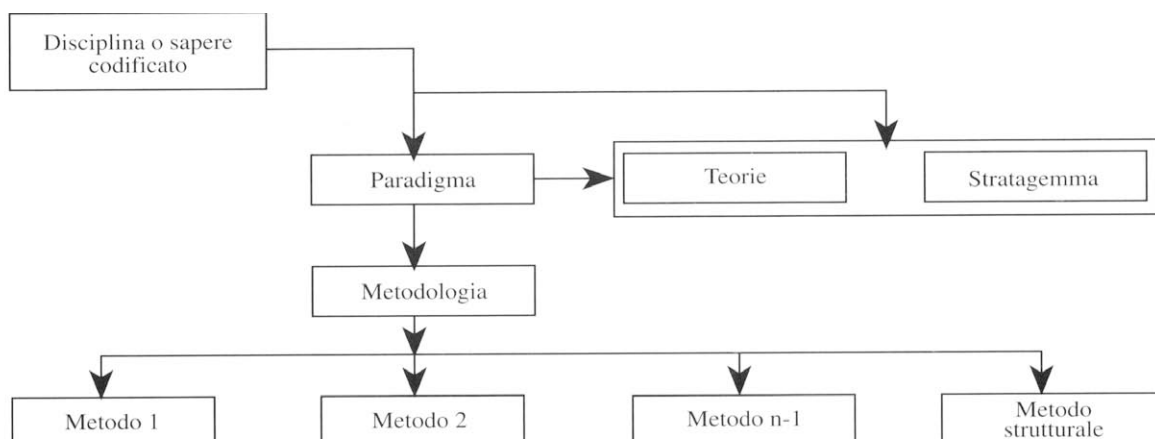 Disciplina o sapere
codificato
Paradigma
Teorie
Stratagemma
Metodologia
Metodo 1
Metodo 2
Metodo n-1
Metodo
strutturale